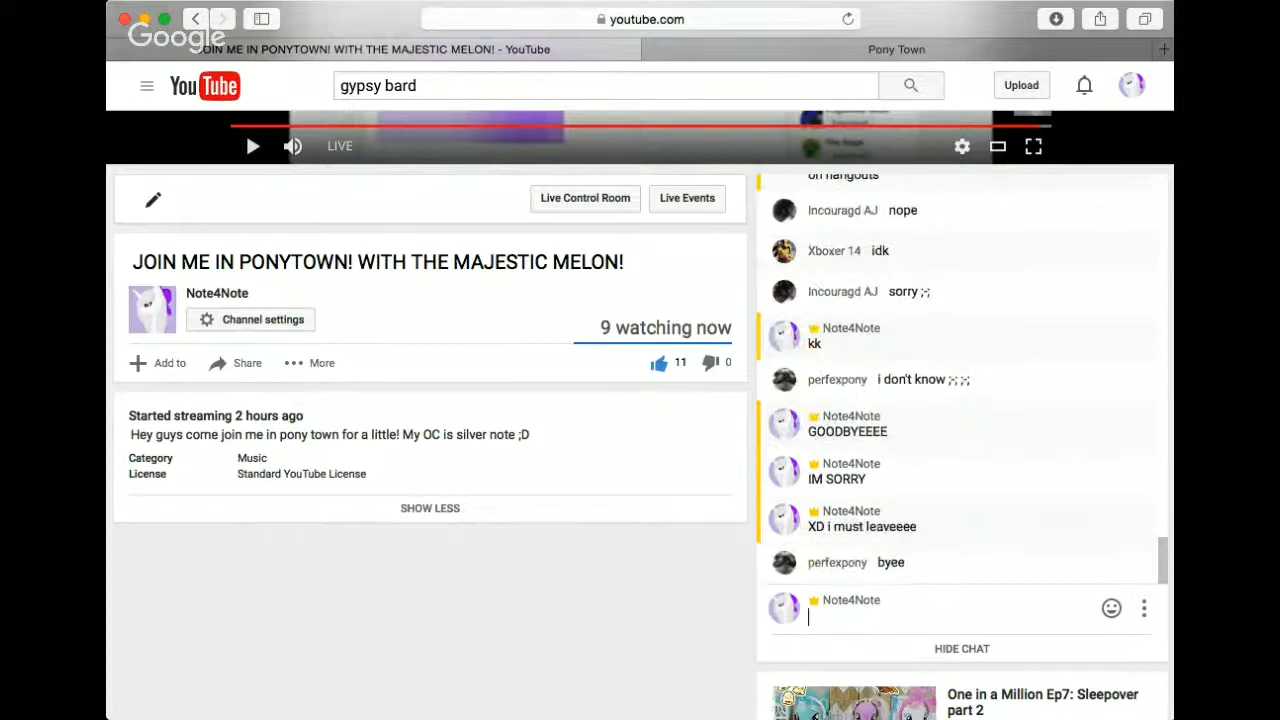 youtube.com
Google
JOIN ME IN PONYTOWN! WITH THE MAJESTIC MELON! - YouTube
Pony Town
YouTube
gypsy bard
Upload
LIVE
Live Control Room
Live Events
JOIN ME IN PONYTOWN! WITH THE MAJESTIC MELON!
Note4Note
Channel settings
9 watching now
Add to
Share
More
11
0
Started streaming 2 hours ago
Hey guys come join me in pony town for a little! My OC is silver note ;D
Category Music
License Standard YouTube License
SHOW LESS
on hangouts
Incouragd AJ nope
Xboxer 14 idk
Incouragd AJ sorry ;-;
Note4Note
kk
perfexpony i don't know ;-; ;-;
Note4Note
GOODBYEEEE
Note4Note
IM SORRY
Note4Note
XD i must leaveeee
perfexpony byee
Note4Note
HIDE CHAT
One in a Million Ep7: Sleepover
part 2